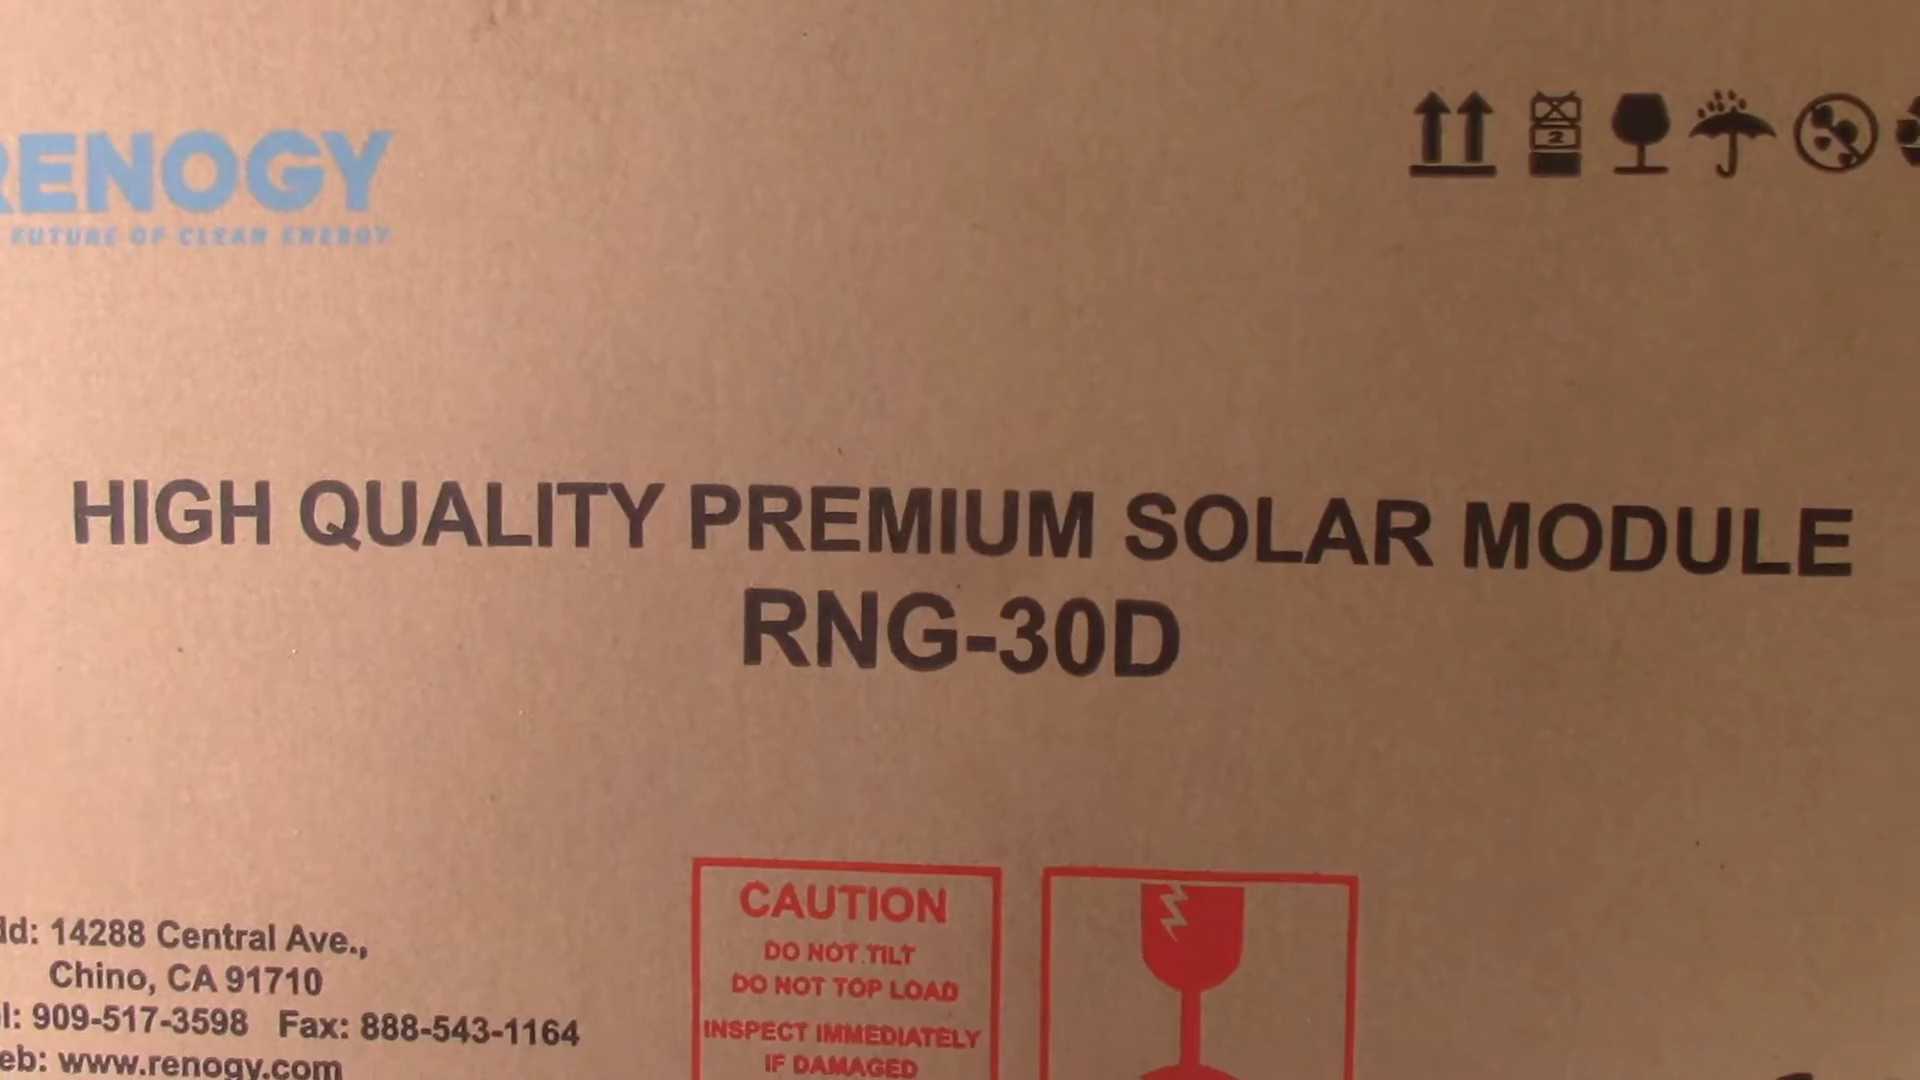 RENOGY
FUTURE OF CLEAN ENERGY
2
HIGH QUALITY PREMIUM SOLAR MODULE
RNG-30D
CAUTION
DO NOT TILT
DO NOT TOP LOAD
INSPECT IMMEDIATELY
IF DAMAGED
dd: 14288 Central Ave.,
Chino, CA 91710
l: 909-517-3598 Fax: 888-543-1164
eb: www.renogy.com